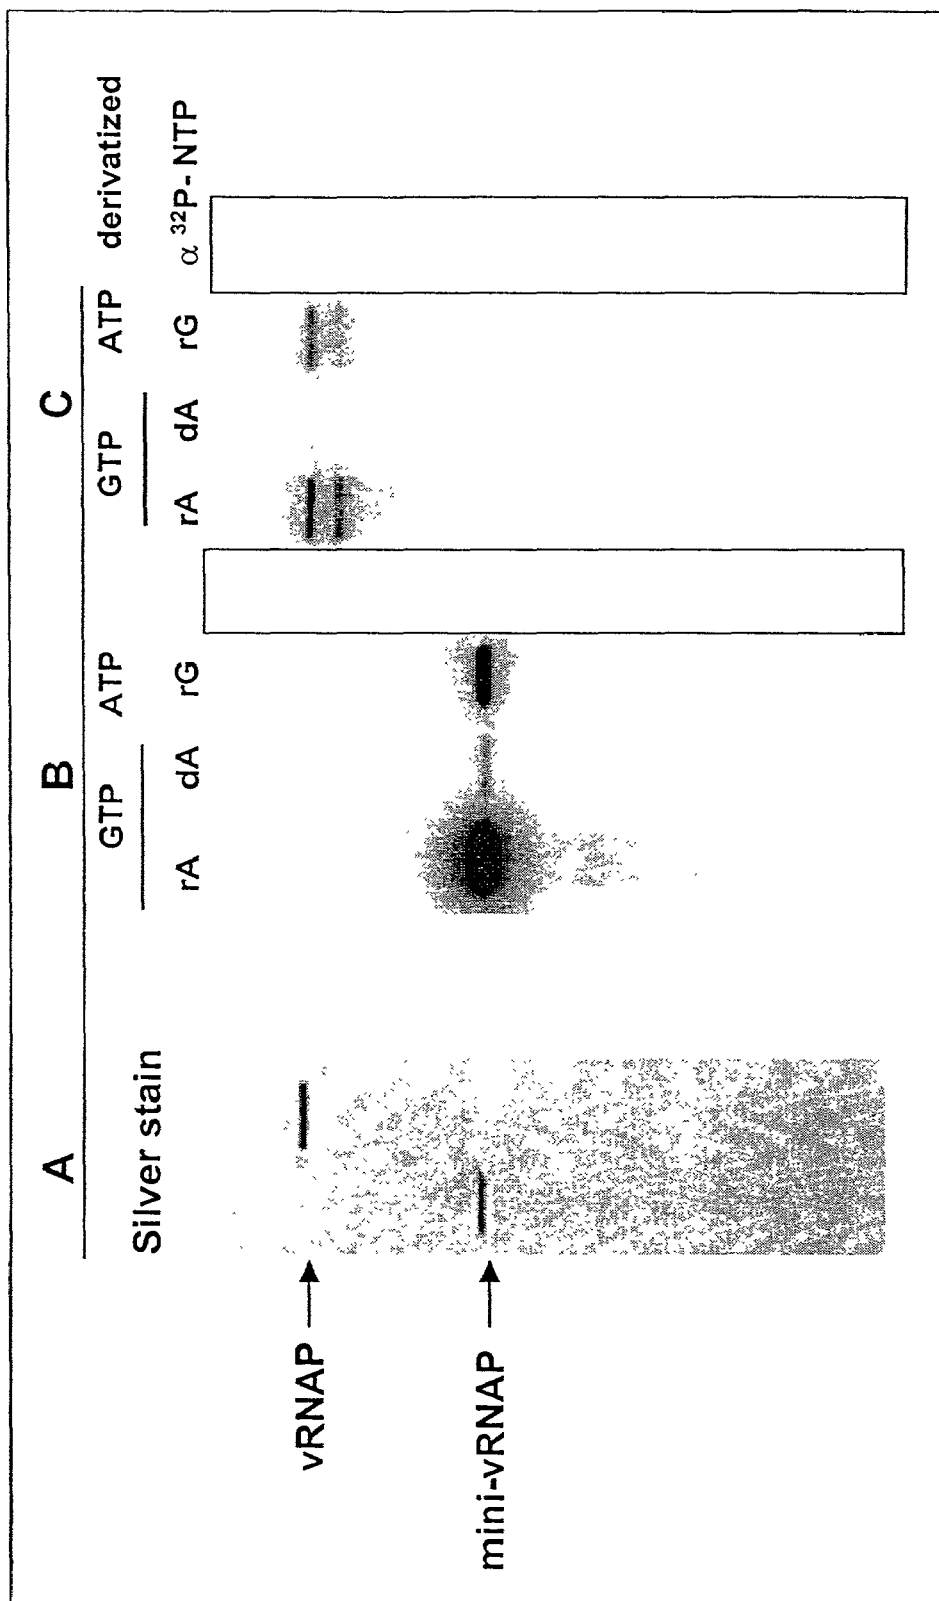 A B C
Silver stain GTP ATP GTP ATP derivatized
rA dA rG rA dA rG α ³²P-NTP
vRNAP
mini-vRNAP